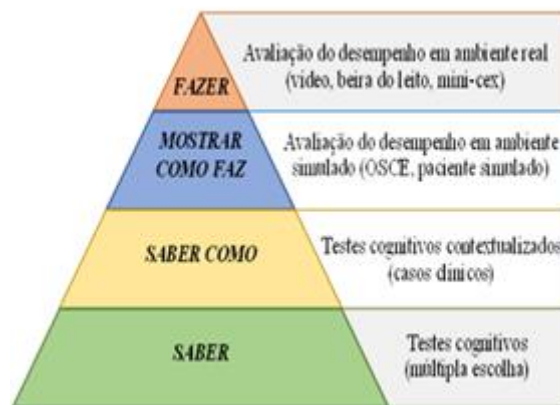 FAZER
Avaliação do desempenho em ambiente real
(vídeo, beira do leito, mini-cex)
MOSTRAR
COMO FAZ
Avaliação do desempenho em ambiente
simulado (OSCE, paciente simulado)
SABER COMO
Testes cognitivos contextualizados
(casos clínicos)
SABER
Testes cognitivos
(múltipla escolha)